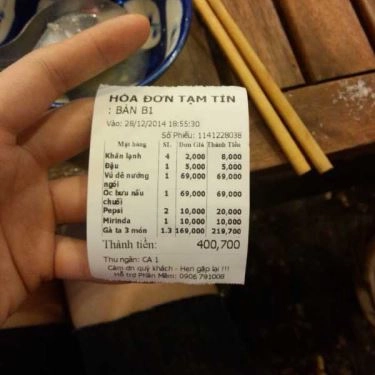 HÓA ĐƠN TẠM TÍN
: BÀN B1
Vào: 28/12/2014 18:55:30
Số Phiếu: 1141228038
Mặt hàng SL Đơn Giá Thành Tiền
Khăn lạnh 4 2,000 8,000
Đậu 1 5,000 5,000
Vú dê nướng 1 69,000 69,000
ngói
Ốc bưu nấu 1 69,000 69,000
chuối
Pepsi 2 10,000 20,000
Mirinda 1 10,000 10,000
Gà ta 3 món 1.3 169,000 219,700
Thành tiền: 400,700
Thu ngân: CA 1
Cảm ơn quý khách - Hẹn gặp lại !!!
Hỗ trợ Phần Mềm: 0906 791008